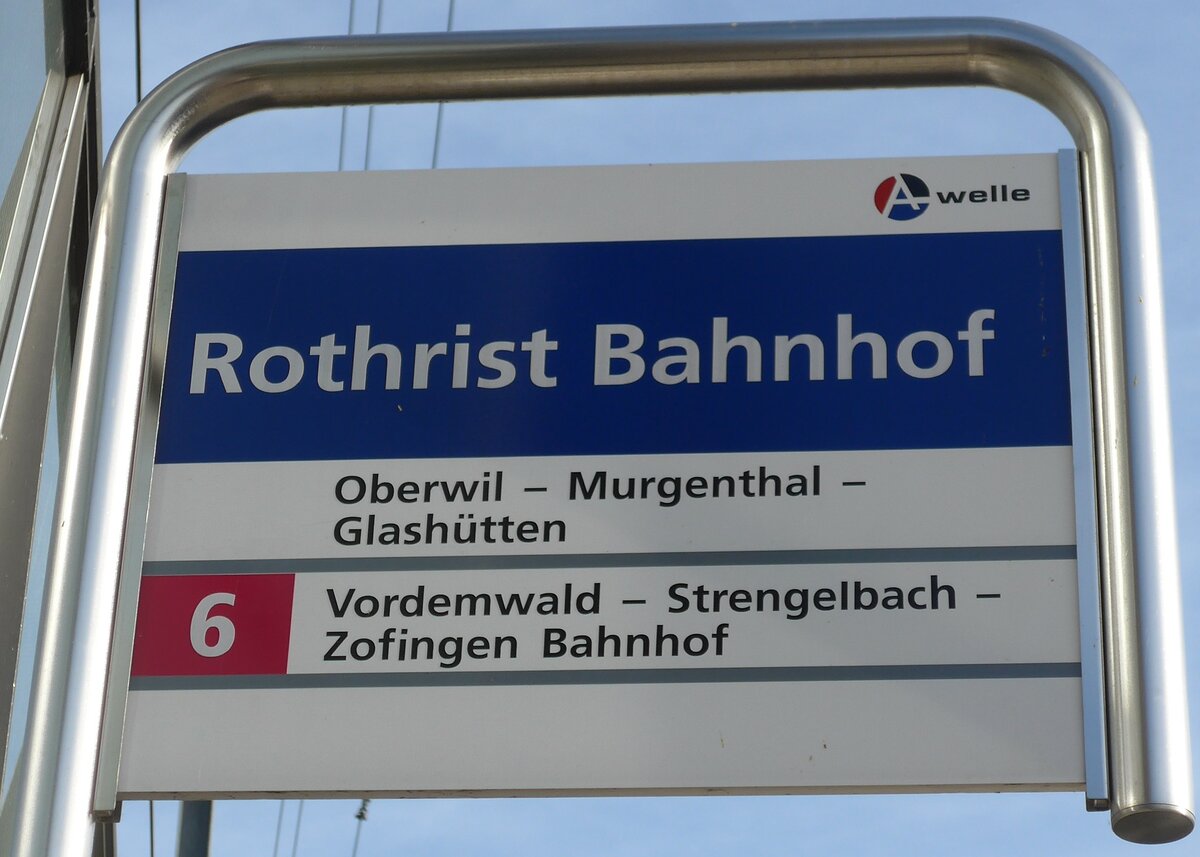 A welle
Rothrist Bahnhof
Oberwil – Murgenthal –
Glashütten
6 Vordemwald – Strengelbach –
Zofingen Bahnhof